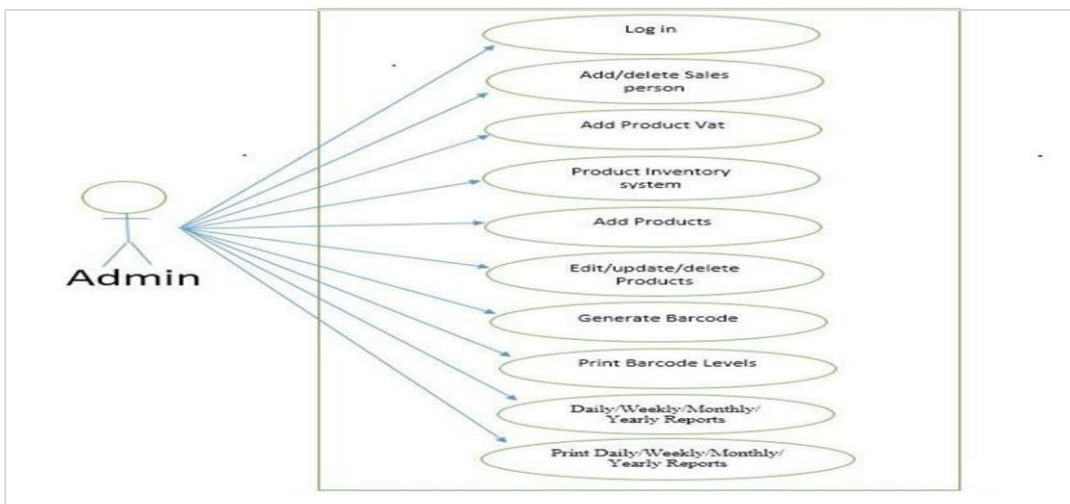 Log in
Add/delete Sales
person
Add Product Vat
Product Inventory
system
Add Products
Admin
Edit/update/delete
Products
Generate Barcode
Print Barcode Levels
Daily/Weekly/Monthly/
Yearly Reports
Print Daily/Weekly/Monthly/
Yearly Reports